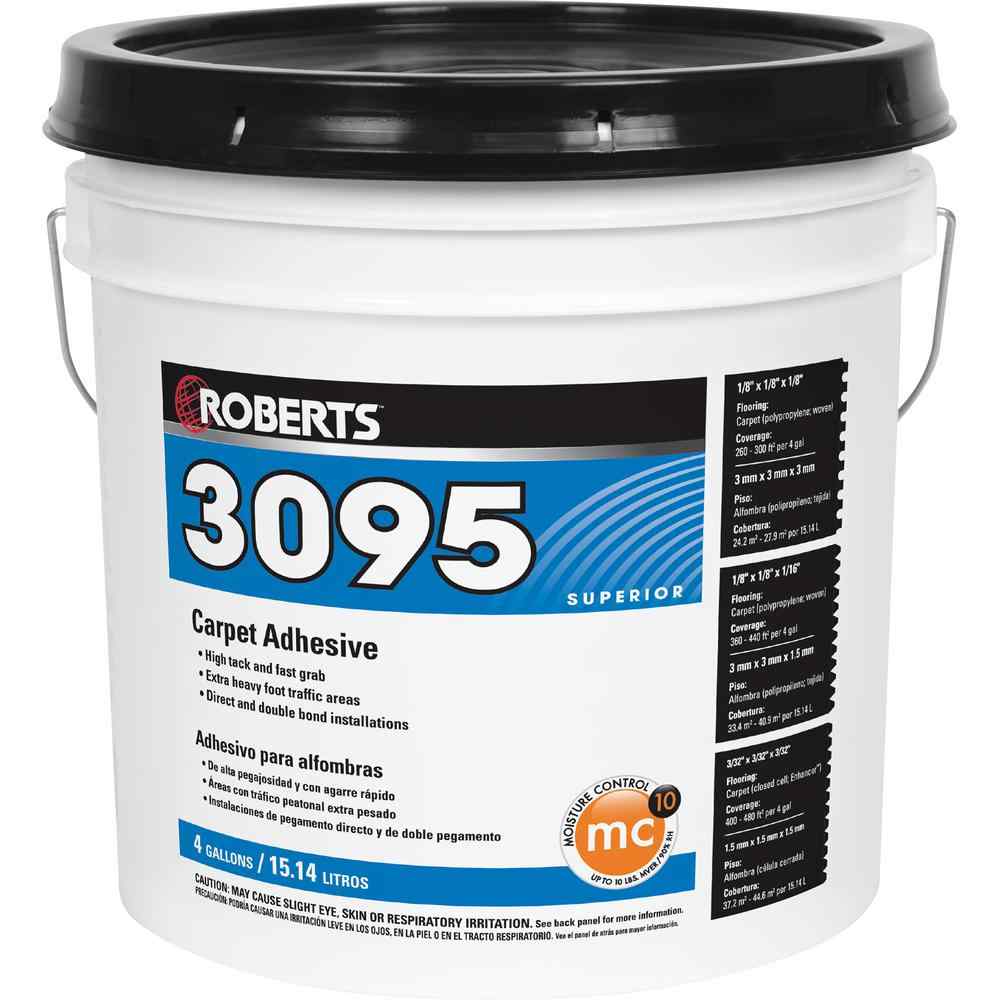 ROBERTS™
3095
SUPERIOR
Carpet Adhesive
• High tack and fast grab
• Extra heavy foot traffic areas
• Direct and double bond installations
Adhesivo para alfombras
• De alta pegajosidad y con agarre rápido
• Áreas con tráfico peatonal extra pesado
• Instalaciones de pegamento directo y de doble pegamento
4 GALLONS / 15.14 LITROS
MOISTURE CONTROL
10
mc
UP TO 10 LBS. MVER / 90% RH
CAUTION: MAY CAUSE SLIGHT EYE, SKIN OR RESPIRATORY IRRITATION. See back panel for more information.
PRECAUCIÓN: PODRÍA CAUSAR UNA IRRITACIÓN LEVE EN LOS OJOS, EN LA PIEL O EN EL TRACTO RESPIRATORIO. Vea el panel de atrás para mayor información.
1/8" x 1/8" x 1/8"
Flooring:
Carpet (polypropylene; woven)
Coverage:
260 - 300 ft² per 4 gal
3 mm x 3 mm x 3 mm
Piso:
Alfombra (polipropileno; tejida)
Cobertura:
24.2 m² - 27.9 m² por 15.14 L
1/8" x 1/8" x 1/16"
Flooring:
Carpet (polypropylene; woven)
Coverage:
360 - 440 ft² per 4 gal
3 mm x 3 mm x 1.5 mm
Piso:
Alfombra (polipropileno; tejida)
Cobertura:
33.4 m² - 40.9 m² por 15.14 L
3/32" x 3/32" x 3/32"
Flooring:
Carpet (closed cell; Enhancor™)
Coverage:
400 - 480 ft² per 4 gal
1.5 mm x 1.5 mm x 1.5 mm
Piso:
Alfombra (célula cerrada)
Cobertura:
37.2 m² - 44.6 m² por 15.14 L